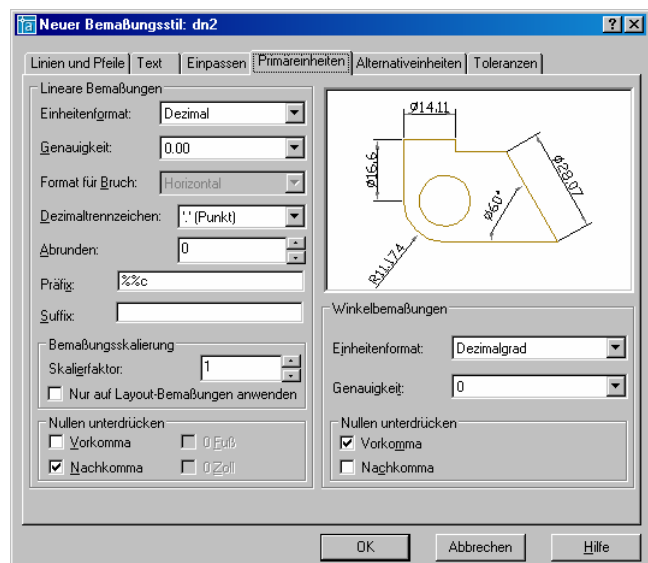 Neuer Bemaßungsstil: dn2
Linien und Pfeile Text Einpassen Primäreinheiten Alternativeinheiten Toleranzen
Lineare Bemaßungen
Einheitenformat: Dezimal
Genauigkeit: 0.00
Format für Bruch: Horizontal
Dezimaltrennzeichen: '.' (Punkt)
Abrunden: 0
Präfix: %%c
Suffix:
Bemaßungsskalierung
Skalierfaktor: 1
Nur auf Layout-Bemaßungen anwenden
Nullen unterdrücken
Vorkomma 0 Fuß
Nachkomma 0 Zoll
Ø14,11
Ø16,6
Ø28,07
Ø60°
R11,174
Winkelbemaßungen
Einheitenformat: Dezimalgrad
Genauigkeit: 0
Nullen unterdrücken
Vorkomma
Nachkomma
OK Abbrechen Hilfe